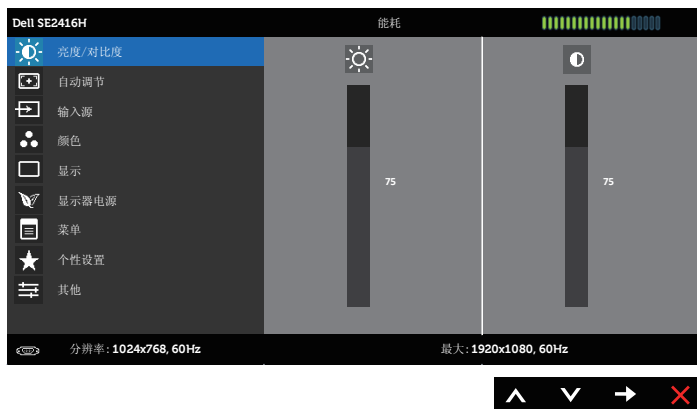 Dell SE2416H 能耗
亮度/对比度
自动调节
输入源
颜色
显示
显示器电源
菜单
个性设置
其他
75 75
分辨率: 1024x768, 60Hz 最大: 1920x1080, 60Hz